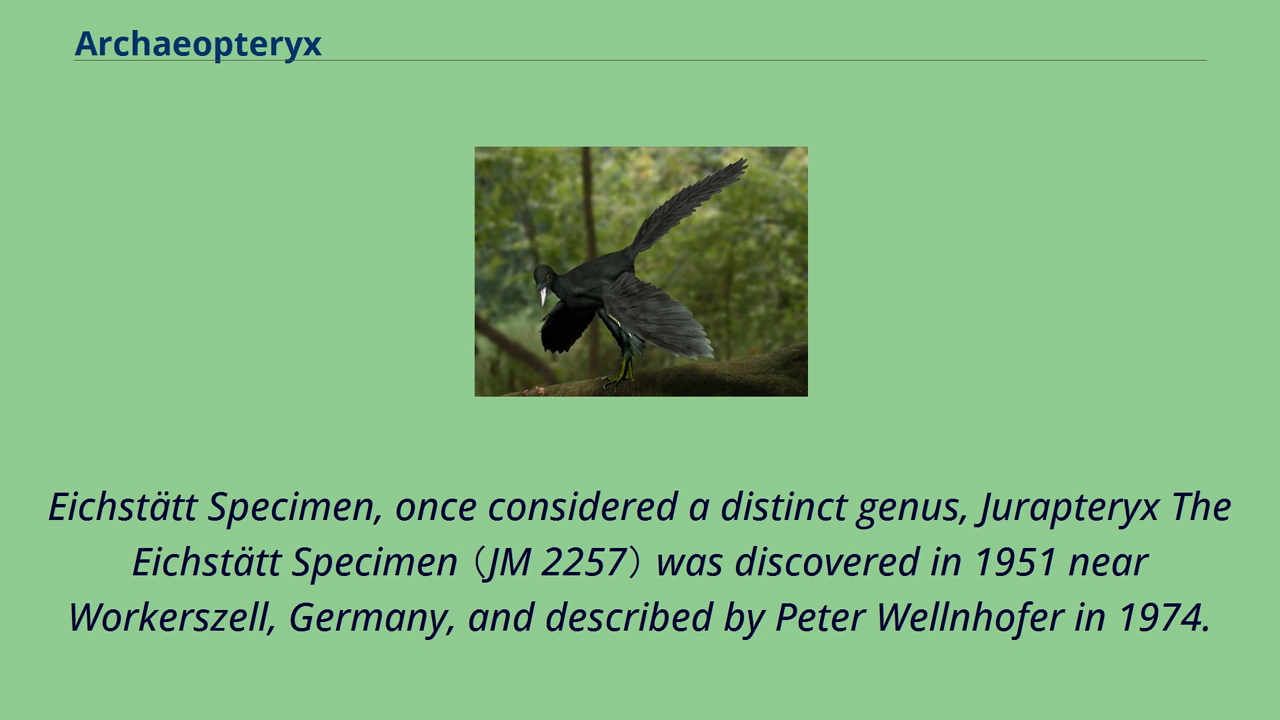 Archaeopteryx
Eichstätt Specimen, once considered a distinct genus, Jurapteryx The
Eichstätt Specimen（JM 2257）was discovered in 1951 near
Workerszell, Germany, and described by Peter Wellnhofer in 1974.